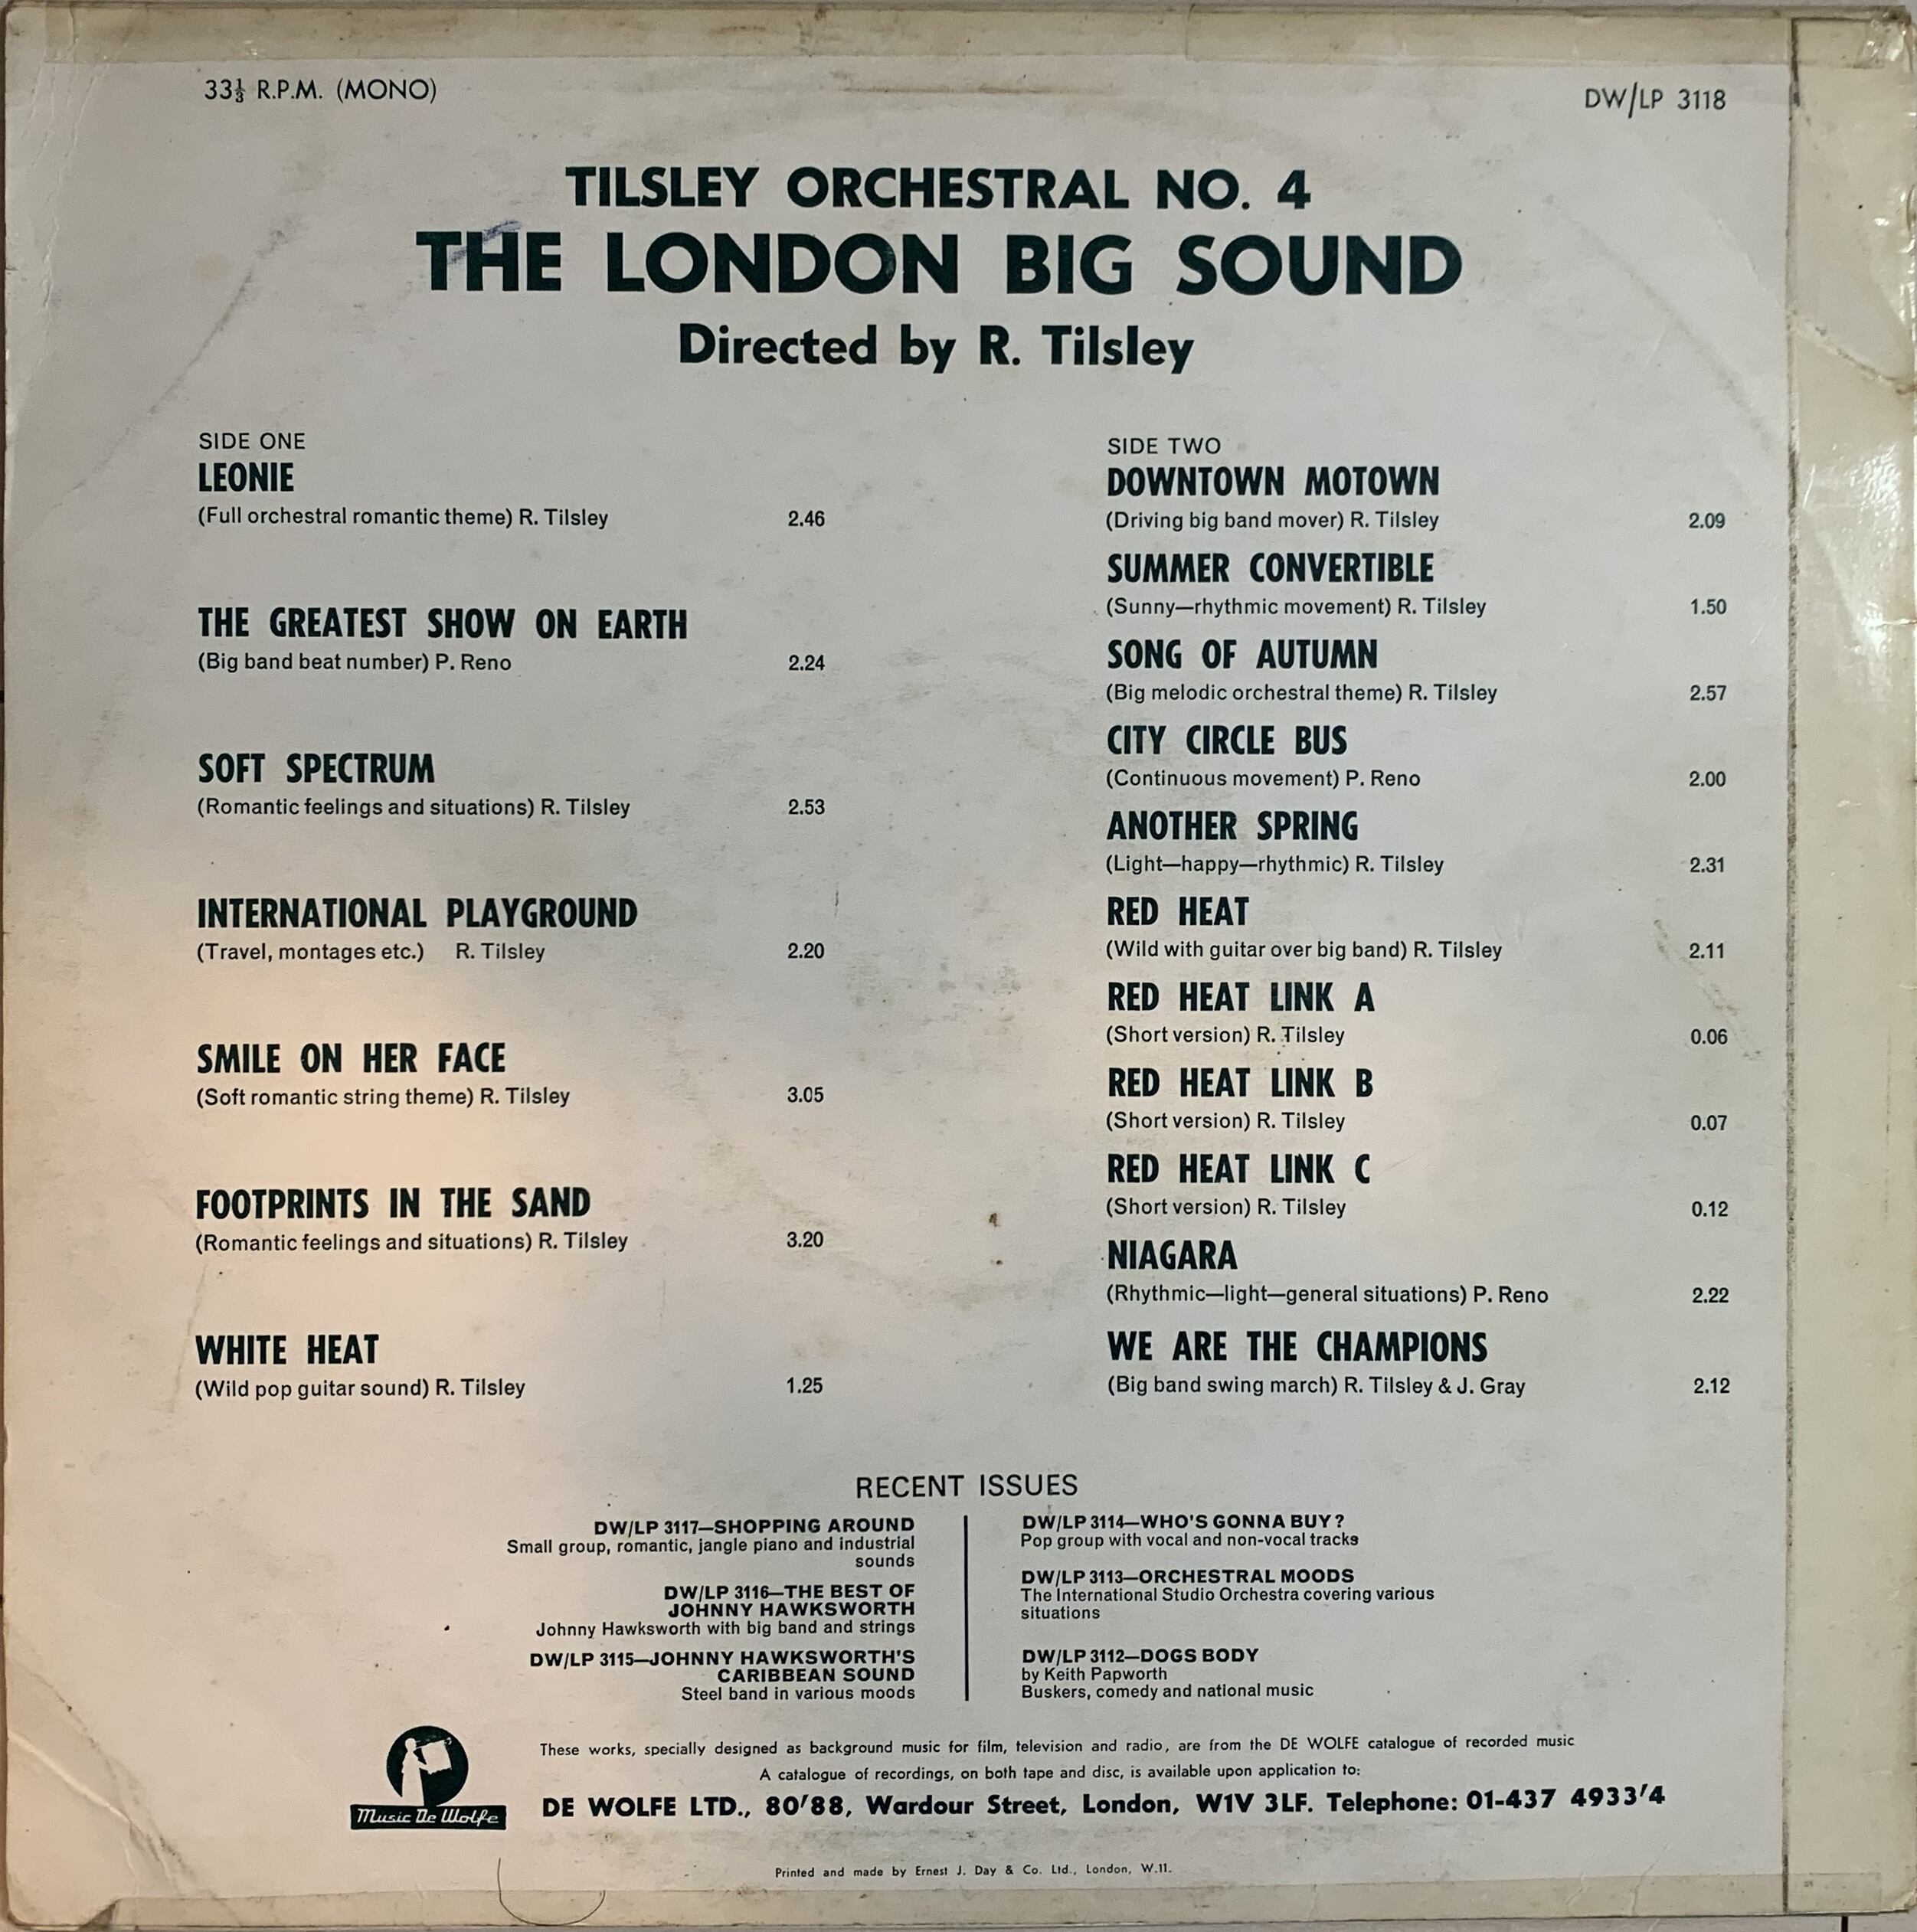 33⅓ R.P.M. (MONO)
DW/LP 3118
TILSLEY ORCHESTRAL NO. 4
THE LONDON BIG SOUND
Directed by R. Tilsley
SIDE ONE
LEONIE
(Full orchestral romantic theme) R. Tilsley 2.46
THE GREATEST SHOW ON EARTH
(Big band beat number) P. Reno 2.24
SOFT SPECTRUM
(Romantic feelings and situations) R. Tilsley 2.53
INTERNATIONAL PLAYGROUND
(Travel, montages etc.) R. Tilsley 2.20
SMILE ON HER FACE
(Soft romantic string theme) R. Tilsley 3.05
FOOTPRINTS IN THE SAND
(Romantic feelings and situations) R. Tilsley 3.20
WHITE HEAT
(Wild pop guitar sound) R. Tilsley 1.25
SIDE TWO
DOWNTOWN MOTOWN
(Driving big band mover) R. Tilsley 2.09
SUMMER CONVERTIBLE
(Sunny—rhythmic movement) R. Tilsley 1.50
SONG OF AUTUMN
(Big melodic orchestral theme) R. Tilsley 2.57
CITY CIRCLE BUS
(Continuous movement) P. Reno 2.00
ANOTHER SPRING
(Light—happy—rhythmic) R. Tilsley 2.31
RED HEAT
(Wild with guitar over big band) R. Tilsley 2.11
RED HEAT LINK A
(Short version) R. Tilsley 0.06
RED HEAT LINK B
(Short version) R. Tilsley 0.07
RED HEAT LINK C
(Short version) R. Tilsley 0.12
NIAGARA
(Rhythmic—light—general situations) P. Reno 2.22
WE ARE THE CHAMPIONS
(Big band swing march) R. Tilsley & J. Gray 2.12
RECENT ISSUES
DW/LP 3117—SHOPPING AROUND
Small group, romantic, jangle piano and industrial
sounds
DW/LP 3116—THE BEST OF
JOHNNY HAWKSWORTH
Johnny Hawksworth with big band and strings
DW/LP 3115—JOHNNY HAWKSWORTH'S
CARIBBEAN SOUND
Steel band in various moods
DW/LP 3114—WHO'S GONNA BUY?
Pop group with vocal and non-vocal tracks
DW/LP 3113—ORCHESTRAL MOODS
The International Studio Orchestra covering various
situations
DW/LP 3112—DOGS BODY
by Keith Papworth
Buskers, comedy and national music
Music De Wolfe
These works, specially designed as background music for film, television and radio, are from the DE WOLFE catalogue of recorded music
A catalogue of recordings, on both tape and disc, is available upon application to:
DE WOLFE LTD., 80'88, Wardour Street, London, W1V 3LF. Telephone: 01-437 4933'4
Printed and made by Ernest J. Day & Co. Ltd., London, W.11.